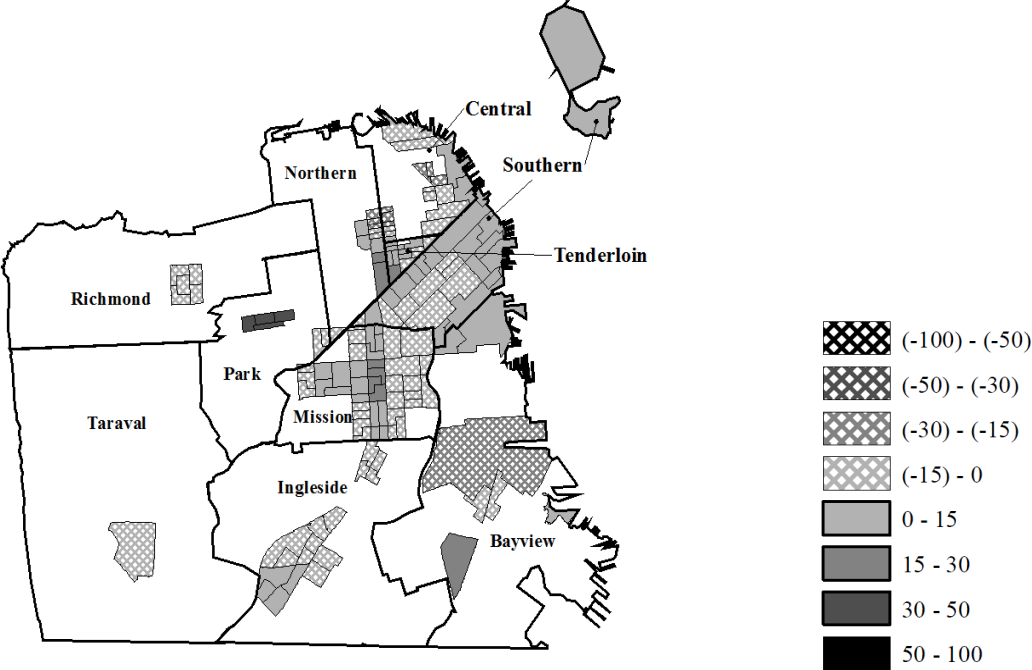 Central
Southern
Northern
Tenderloin
Richmond
Park
Taraval
Mission
Ingleside
Bayview
(-100) - (-50)
(-50) - (-30)
(-30) - (-15)
(-15) - 0
0 - 15
15 - 30
30 - 50
50 - 100